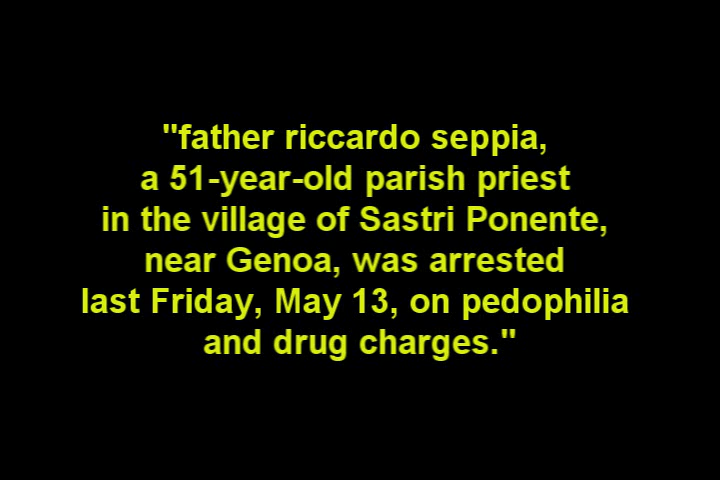 "father riccardo seppia,
a 51-year-old parish priest
in the village of Sastri Ponente,
near Genoa, was arrested
last Friday, May 13, on pedophilia
and drug charges."